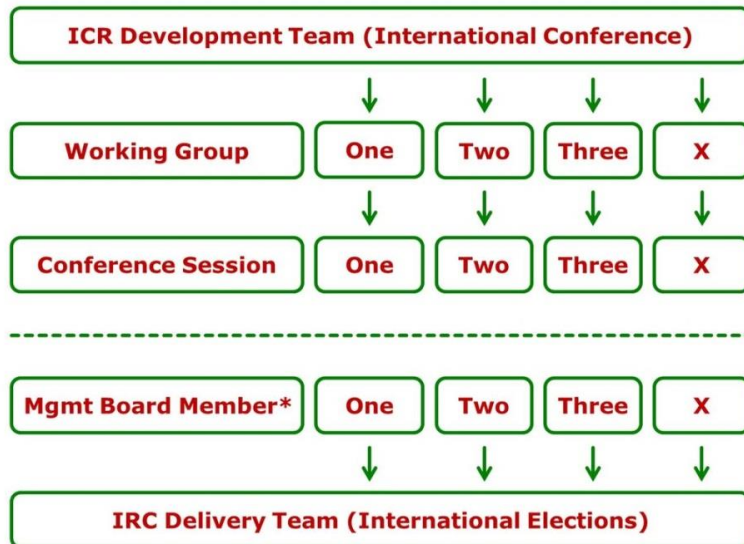 ICR Development Team (International Conference)
Working Group One Two Three X
Conference Session One Two Three X
Mgmt Board Member* One Two Three X
IRC Delivery Team (International Elections)